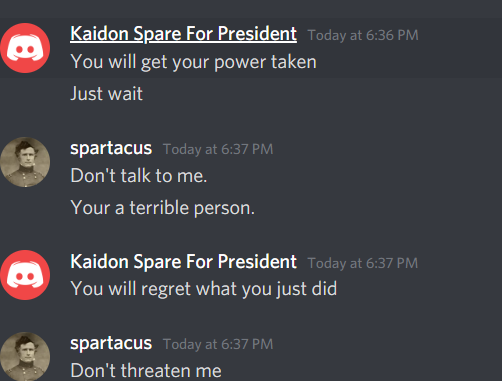 Kaidon Spare For President Today at 6:36 PM
You will get your power taken
Just wait
spartacus Today at 6:37 PM
Don't talk to me.
Your a terrible person.
Kaidon Spare For President Today at 6:37 PM
You will regret what you just did
spartacus Today at 6:37 PM
Don't threaten me